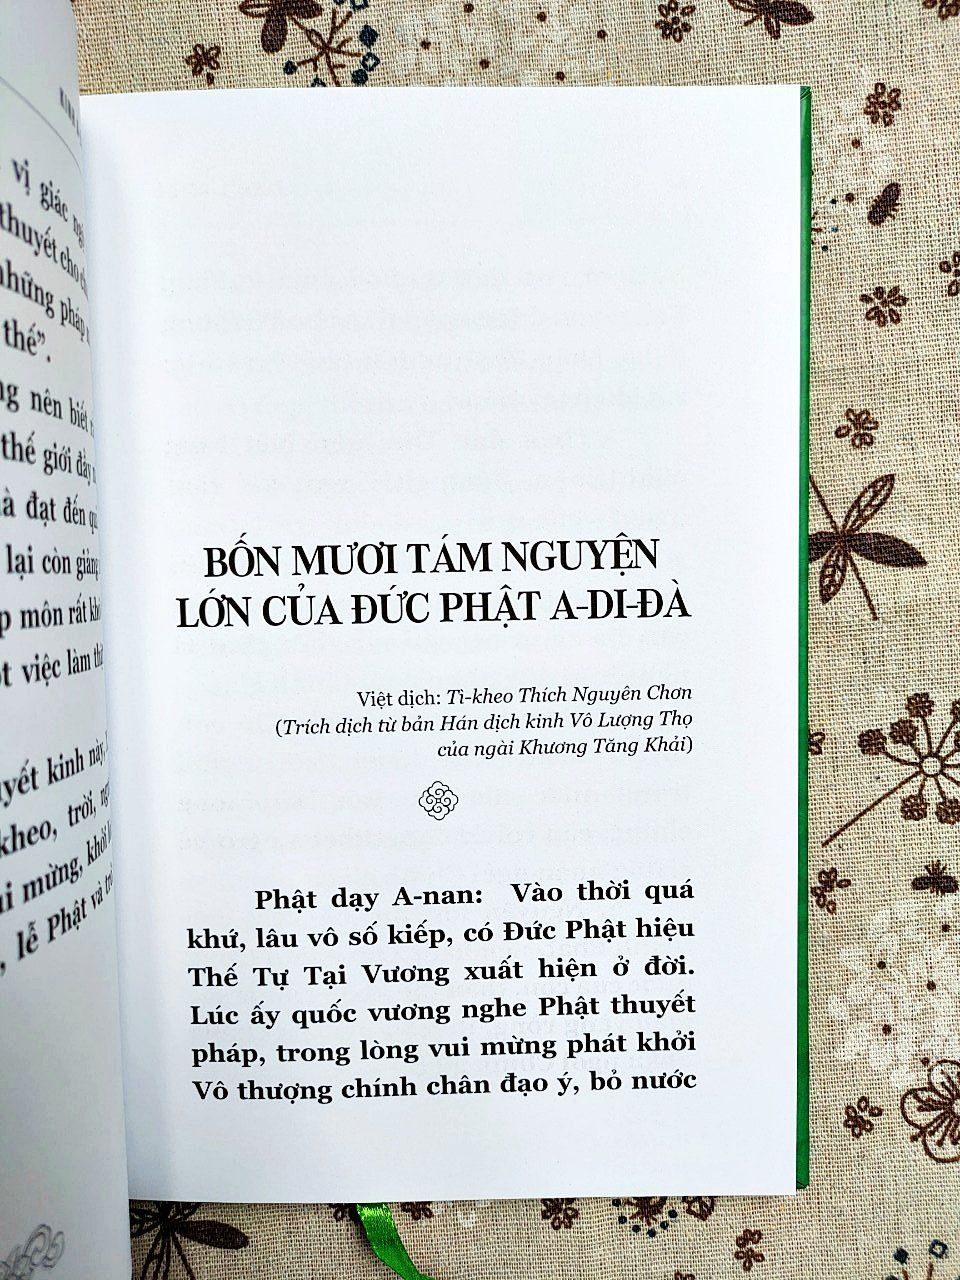 vị giác
thuyết cho
những pháp
thế”.
nên biết
thế giới đầy
đạt đến
lại còn giảng
môn rất
việc làm
kinh này,
trời,
mừng, khởi
lễ Phật và
BỐN MƯƠI TÁM NGUYỆN
LỚN CỦA ĐỨC PHẬT A-DI-ĐÀ
Việt dịch: Tì-kheo Thích Nguyên Chơn
(Trích dịch từ bản Hán dịch kinh Vô Lượng Thọ
của ngài Khương Tăng Khải)
Phật dạy A-nan: Vào thời quá
khứ, lâu vô số kiếp, có Đức Phật hiệu
Thế Tự Tại Vương xuất hiện ở đời.
Lúc ấy quốc vương nghe Phật thuyết
pháp, trong lòng vui mừng phát khởi
Vô thượng chính chân đạo ý, bỏ nước